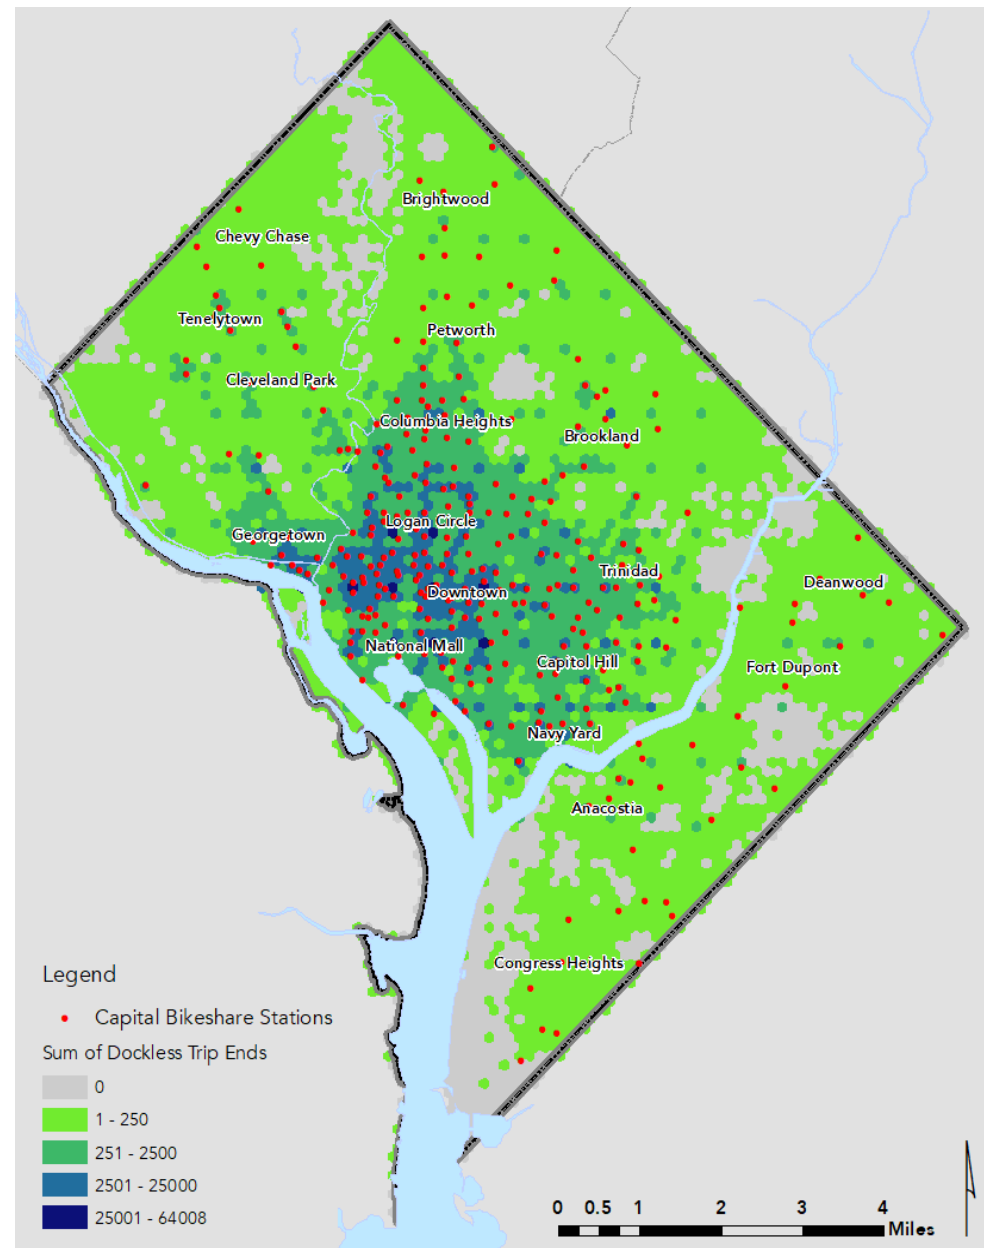 Brightwood
Chevy Chase
Tenelytown
Petworth
Cleveland Park
Columbia Heights
Brookland
Logan Circle
Georgetown
Trinidad
Deanwood
Downtown
National Mall
Capitol Hill
Fort Dupont
Navy Yard
Anacostia
Congress Heights
Legend
Capital Bikeshare Stations
Sum of Dockless Trip Ends
0
1 - 250
251 - 2500
2501 - 25000
25001 - 64008
0 0.5 1 2 3 4
Miles